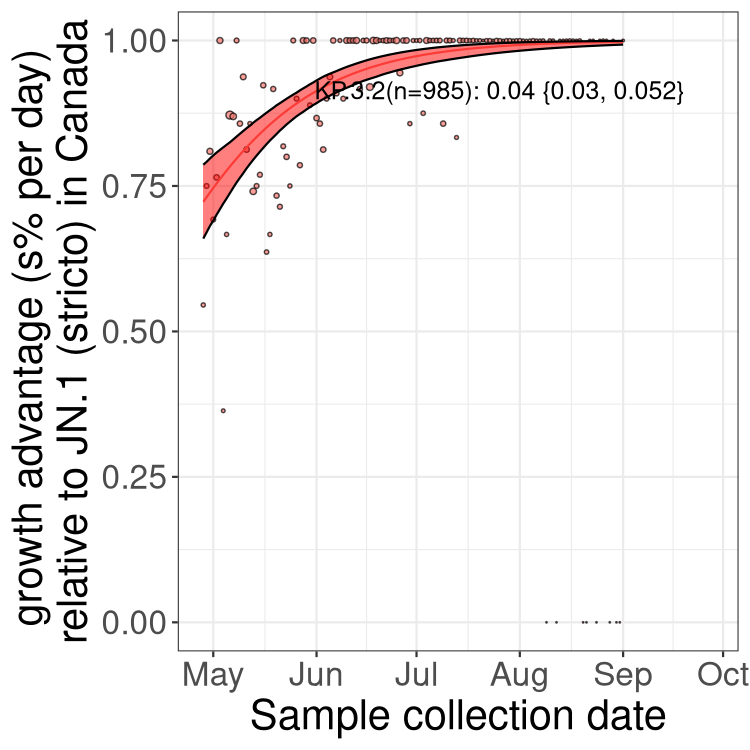 growth advantage (s% per day)
relative to JN.1 (stricto) in Canada
1.00
0.75
0.50
0.25
0.00
KP.3.2(n=985): 0.04 {0.03, 0.052}
May Jun Jul Aug Sep Oct
Sample collection date